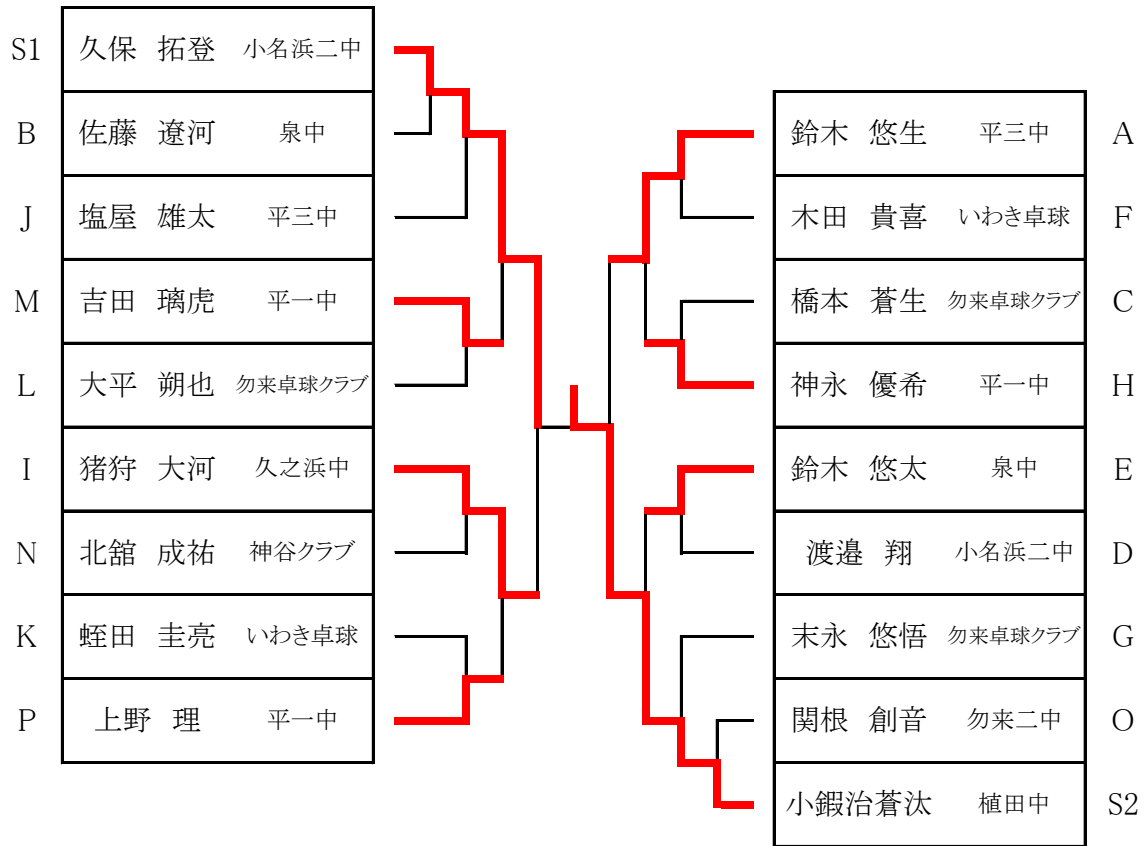 S1 久保 拓登 小名浜二中
B 佐藤 遼河 泉中
J 塩屋 雄太 平三中
M 吉田 璃虎 平一中
L 大平 朔也 勿来卓球クラブ
I 猪狩 大河 久之浜中
N 北舘 成祐 神谷クラブ
K 蛭田 圭亮 いわき卓球
P 上野 理 平一中
鈴木 悠生 平三中 A
木田 貴喜 いわき卓球 F
橋本 蒼生 勿来卓球クラブ C
神永 優希 平一中 H
鈴木 悠太 泉中 E
渡邉 翔 小名浜二中 D
末永 悠悟 勿来卓球クラブ G
関根 創音 勿来二中 O
小鍜治蒼汰 植田中 S2